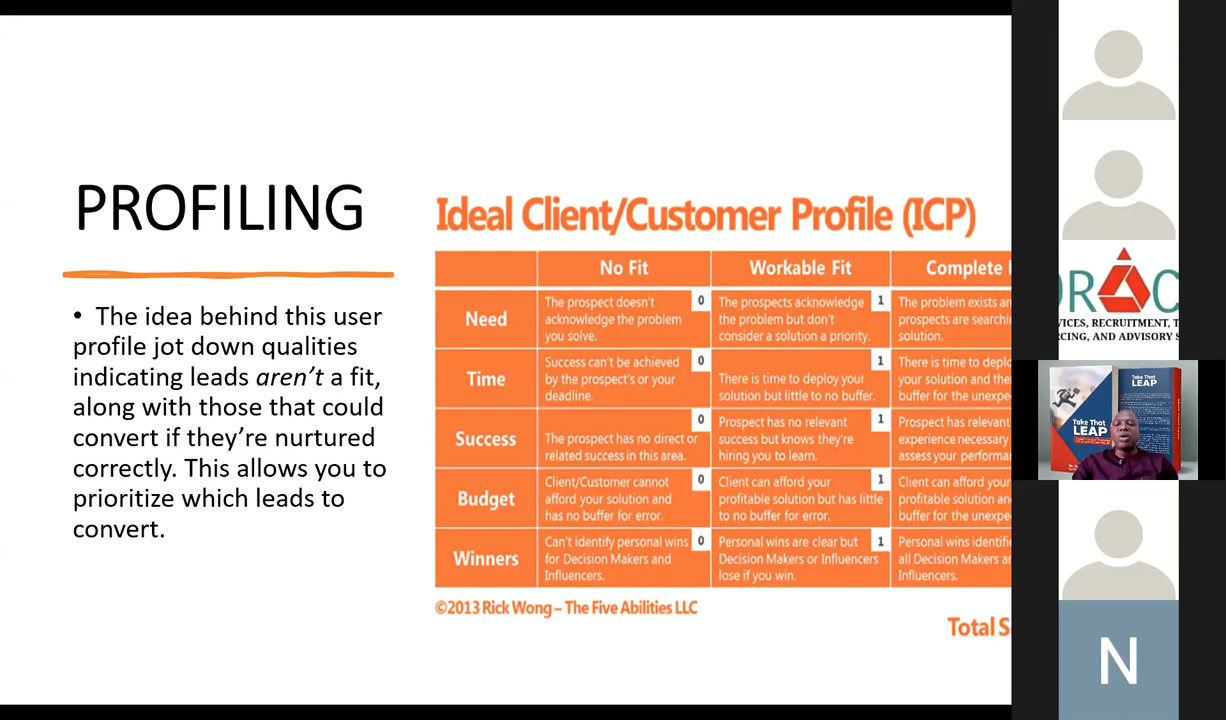 PROFILING
• The idea behind this user
profile jot down qualities
indicating leads aren't a fit,
along with those that could
convert if they're nurtured
correctly. This allows you to
prioritize which leads to
convert.
Ideal Client/Customer Profile (ICP)
No Fit
Workable Fit
Complete
Need
The prospect doesn't
acknowledge the problem
you solve.
0
The prospects acknowledge
the problem but don't
consider a solution a priority.
1
The problem exists an
prospects are searchi
solution.
Time
Success can't be achieved
by the prospect's or your
deadline.
0
There is time to deploy your
solution but little to no buffer.
1
There is time to deplo
your solution and the
buffer for the unexpe
Success
The prospect has no direct or
related success in this area.
0
Prospect has no relevant
success but knows they're
hiring you to learn.
1
Prospect has relevan
experience necessary
assess your performa
Budget
Client/Customer cannot
afford your solution and
has no buffer for error.
0
Client can afford your
profitable solution but has little
to no buffer for error.
1
Client can afford your
profitable solution an
buffer for the unexpe
Winners
Can't identify personal wins
for Decision Makers and
Influencers.
0
Personal wins are clear but
Decision Makers or Influencers
lose if you win.
1
Personal wins identifi
all Decision Makers a
Influencers.
©2013 Rick Wong – The Five Abilities LLC
Total S
ORAC
VICES, RECRUITMENT, T
CING, AND ADVISORY S
Take That
LEAP
Take That
LEAP
N